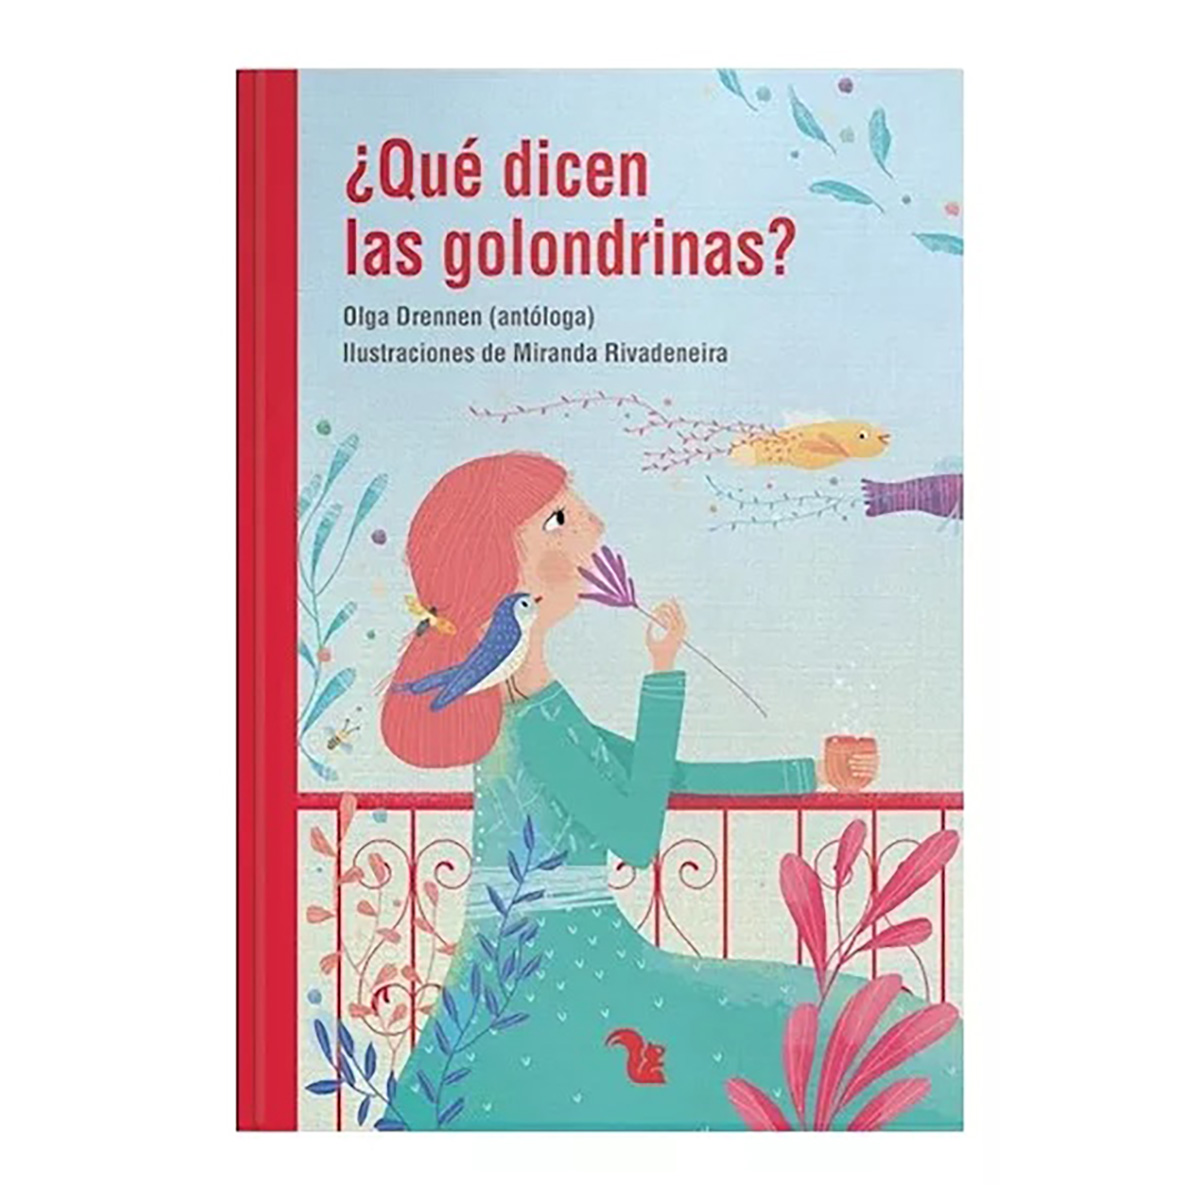 ¿Qué dicen
las golondrinas?
Olga Drennen (antóloga)
Ilustraciones de Miranda Rivadeneira